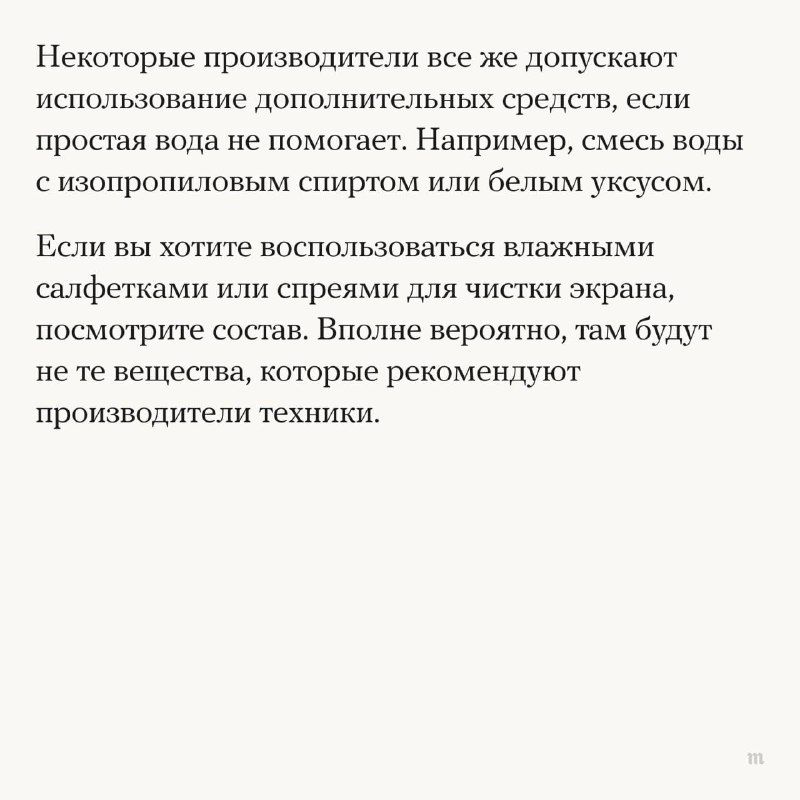 Некоторые производители все же допускают
использование дополнительных средств, если
простая вода не помогает. Например, смесь воды
с изопропиловым спиртом или белым уксусом.
Если вы хотите воспользоваться влажными
салфетками или спреями для чистки экрана,
посмотрите состав. Вполне вероятно, там будут
не те вещества, которые рекомендуют
производители техники.
m